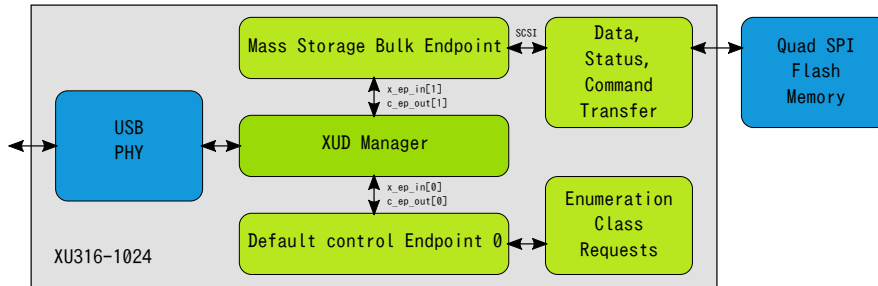 Mass Storage Bulk Endpoint
SCSI
Data,
Status,
Command
Transfer
Quad SPI
Flash
Memory
x_ep_in[1]
c_ep_out[1]
USB
PHY
XUD Manager
x_ep_in[0]
c_ep_out[0]
Default control Endpoint 0
Enumeration
Class
Requests
XU316-1024